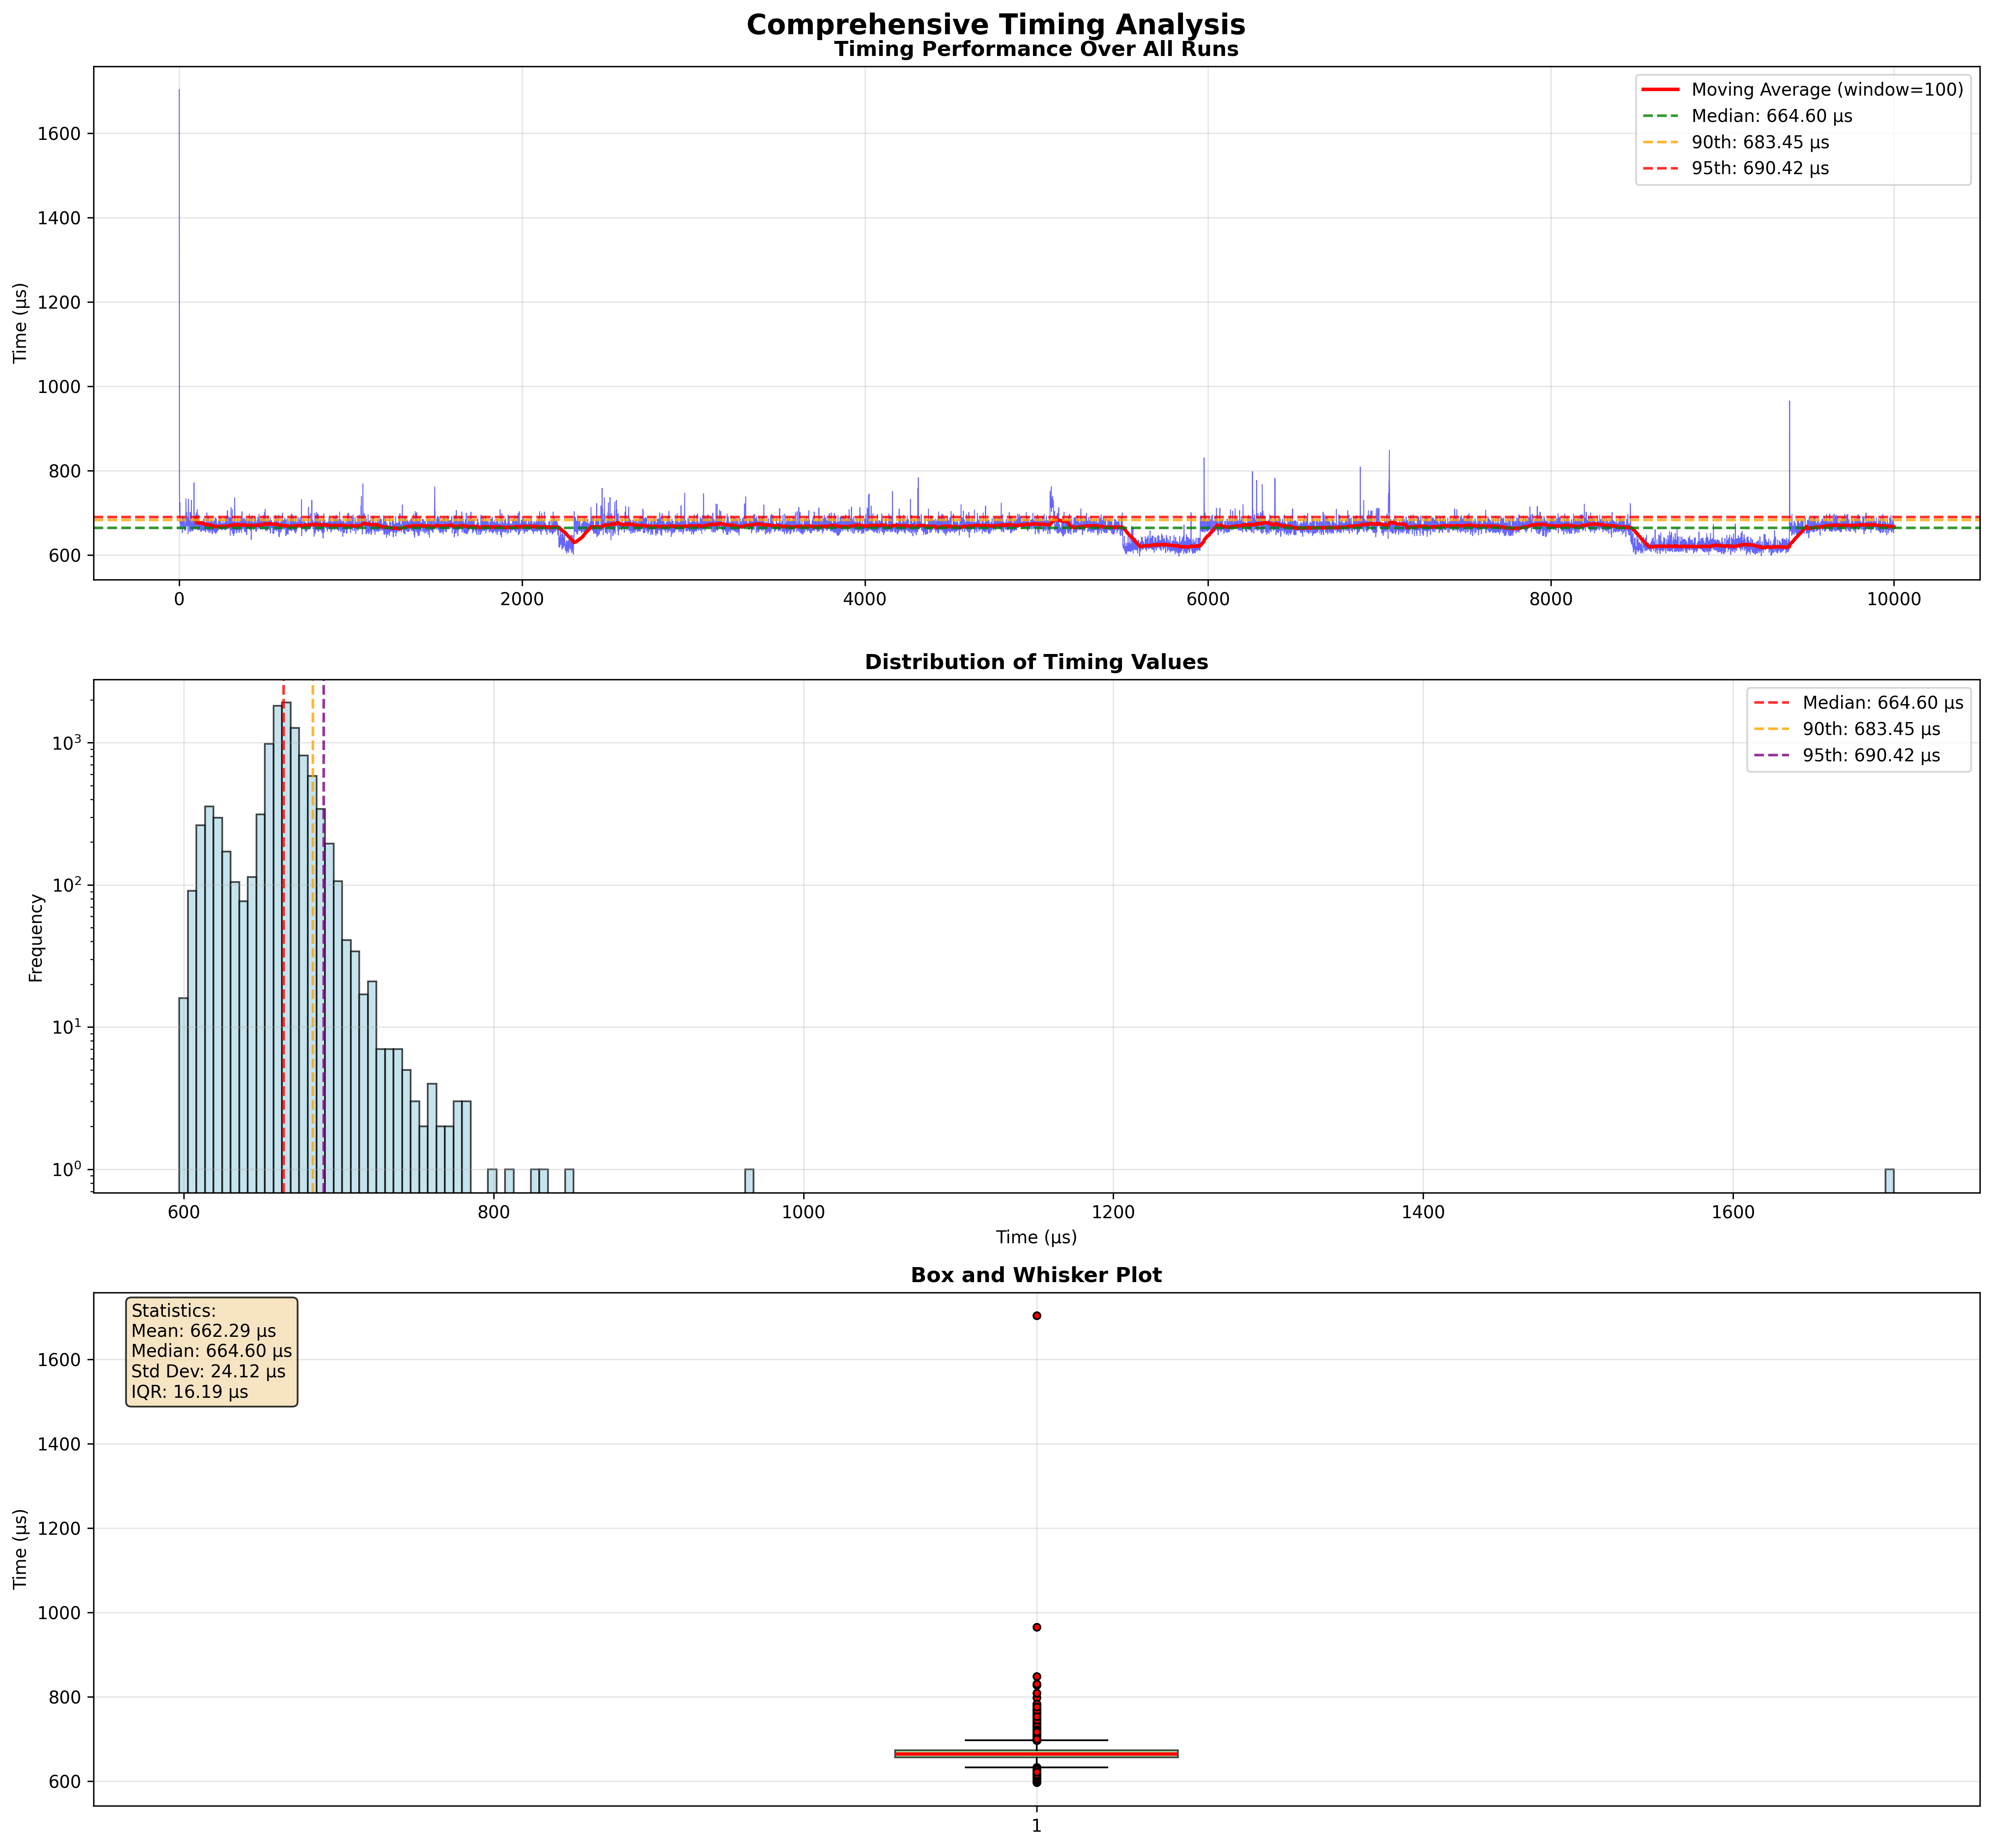 Comprehensive Timing Analysis
Timing Performance Over All Runs
Time (µs)
1600
1400
1200
1000
800
600
0
2000
4000
6000
8000
10000
Moving Average (window=100)
Median: 664.60 µs
90th: 683.45 µs
95th: 690.42 µs
Distribution of Timing Values
Frequency
10³
10²
10¹
10⁰
600
800
1000
1200
1400
1600
Time (µs)
Median: 664.60 µs
90th: 683.45 µs
95th: 690.42 µs
Box and Whisker Plot
Time (µs)
1600
1400
1200
1000
800
600
1
Statistics:
Mean: 662.29 µs
Median: 664.60 µs
Std Dev: 24.12 µs
IQR: 16.19 µs